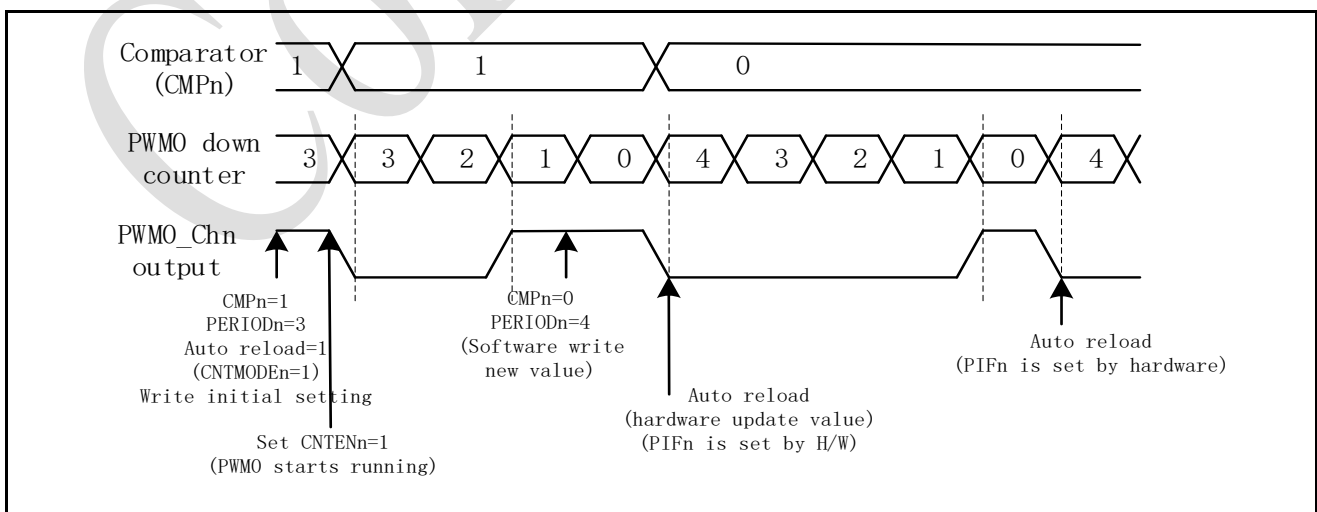 Comparator
(CMPn)
1 1 0
PWM0 down
counter
3 3 2 1 0 4 3 2 1 0 4
PWM0_Chn
output
CMPn=1
PERIODn=3
Auto reload=1
(CNTMODEn=1)
Write initial setting
Set CNTENn=1
(PWM0 starts running)
CMPn=0
PERIODn=4
(Software write
new value)
Auto reload
(hardware update value)
(PIFn is set by H/W)
Auto reload
(PIFn is set by hardware)